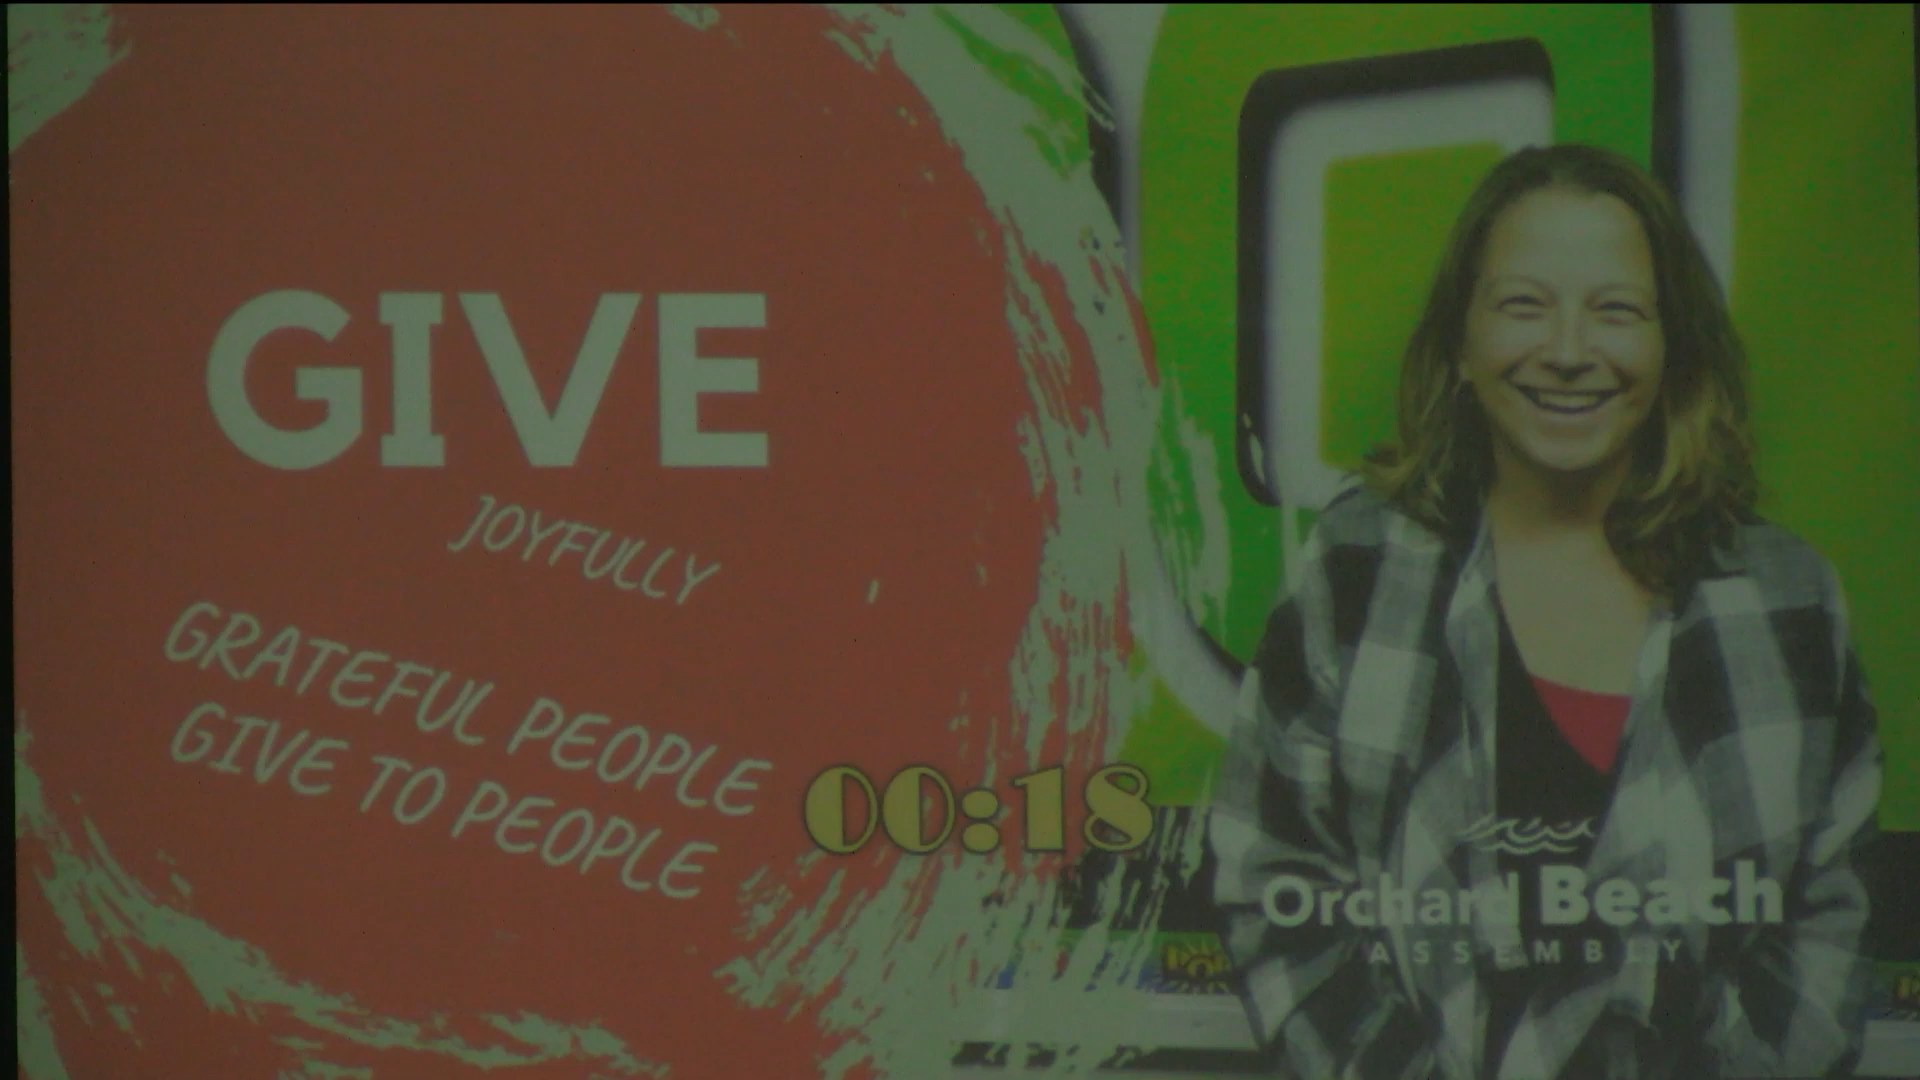 GIVE
JOYFULLY
GRATEFUL PEOPLE
GIVE TO PEOPLE
00:18
Orchard Beach
ASSEMBLY